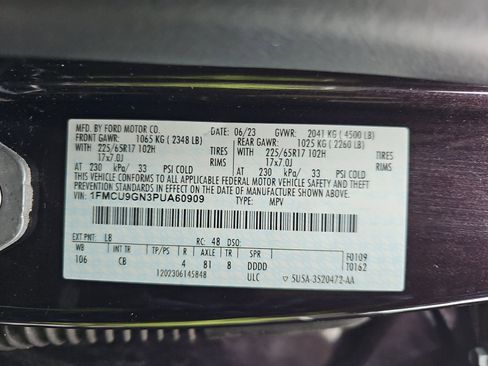 MFD. BY FORD MOTOR CO. DATE: 06/23 GVWR: 2041 KG ( 4500 LB)
FRONT GAWR: 1065 KG ( 2348 LB) REAR GAWR: 1025 KG ( 2260 LB)
WITH 225/65R17 102H TIRES WITH 225/65R17 102H TIRES
17x7.0J RIMS 17x7.0J RIMS
AT 230 kPa/ 33 PSI COLD AT 230 kPa/ 33 PSI COLD
THIS VEHICLE CONFORMS TO ALL APPLICABLE FEDERAL MOTOR VEHICLE SAFETY
AND THEFT PREVENTION STANDARDS IN EFFECT ON THE DATE OF MANUFACTURE SHOWN ABOVE.
VIN: 1FMCU9GN3PUA60909 TYPE: MPV
EXT PNT: LB RC: 48 DSO:
WB INT TR TP/PS R AXLE TR SPR F0109
106 CB 4 81 8 DDDD T0162
1202306145848 ULC 5USA-3520472-AA